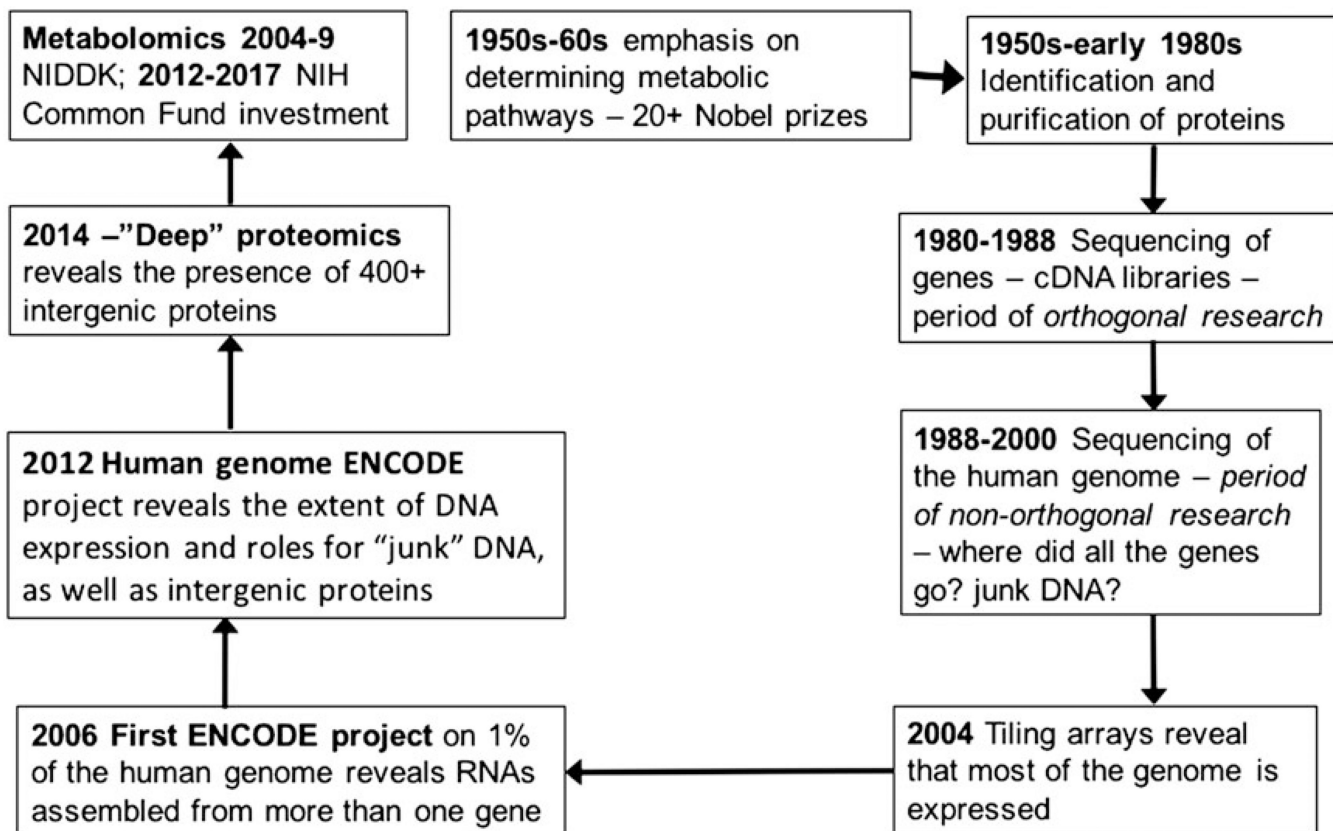 Metabolomics 2004-9
NIDDK; 2012-2017 NIH
Common Fund investment
1950s-60s emphasis on
determining metabolic
pathways – 20+ Nobel prizes
1950s-early 1980s
Identification and
purification of proteins
2014 –”Deep” proteomics
reveals the presence of 400+
intergenic proteins
1980-1988 Sequencing of
genes – cDNA libraries –
period of orthogonal research
2012 Human genome ENCODE
project reveals the extent of DNA
expression and roles for “junk” DNA,
as well as intergenic proteins
1988-2000 Sequencing of
the human genome – period
of non-orthogonal research
– where did all the genes
go? junk DNA?
2006 First ENCODE project on 1%
of the human genome reveals RNAs
assembled from more than one gene
2004 Tiling arrays reveal
that most of the genome is
expressed